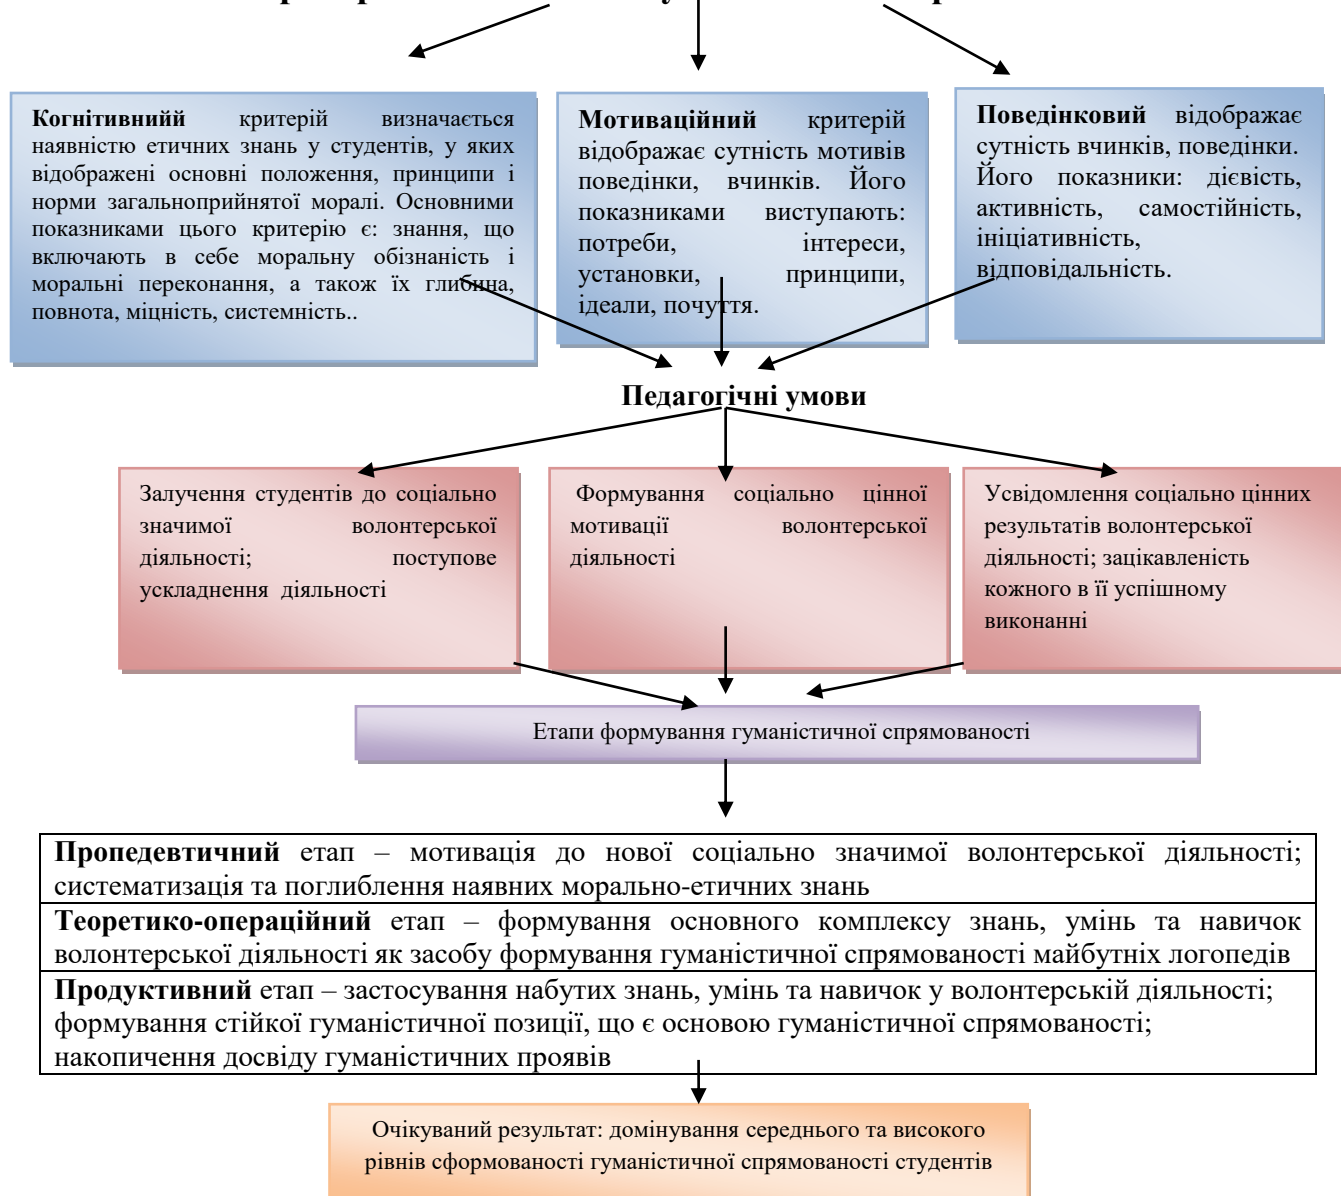 Когнітивнийй критерій визначається
наявністю етичних знань у студентів, у яких
відображені основні положення, принципи і
норми загальноприйнятої моралі. Основними
показниками цього критерію є: знання, що
включають в себе моральну обізнаність і
моральні переконання, а також їх глибина,
повнота, міцність, системність..
Мотиваційний критерій
відображає сутність мотивів
поведінки, вчинків. Його
показниками виступають:
потреби, інтереси,
установки, принципи,
ідеали, почуття.
Поведінковий відображає
сутність вчинків, поведінки.
Його показники: дієвість,
активність, самостійність,
ініціативність,
відповідальність.
Педагогічні умови
Залучення студентів до соціально
значимої волонтерської
діяльності; поступове
ускладнення діяльності
Формування соціально цінної
мотивації волонтерської
діяльності
Усвідомлення соціально цінних
результатів волонтерської
діяльності; зацікавленість
кожного в її успішному
виконанні
Етапи формування гуманістичної спрямованості
Пропедевтичний етап – мотивація до нової соціально значимої волонтерської діяльності;
систематизація та поглиблення наявних морально-етичних знань
Теоретико-операційний етап – формування основного комплексу знань, умінь та навичок
волонтерської діяльності як засобу формування гуманістичної спрямованості майбутніх логопедів
Продуктивний етап – застосування набутих знань, умінь та навичок у волонтерській діяльності;
формування стійкої гуманістичної позиції, що є основою гуманістичної спрямованості;
накопичення досвіду гуманістичних проявів
Очікуваний результат: домінування середнього та високого
рівнів сформованості гуманістичної спрямованості студентів